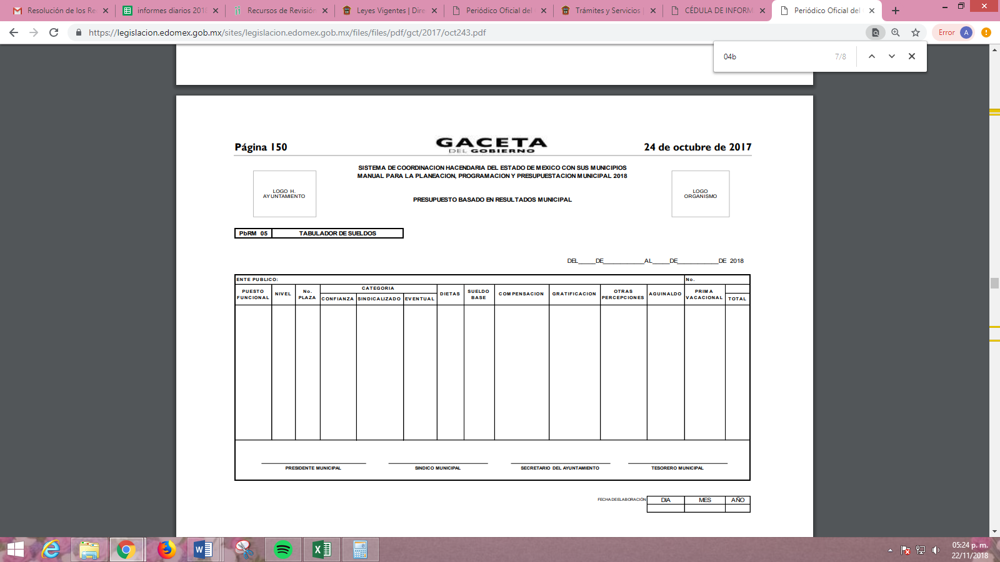 Resolución de los Re
informes diarios 201
Recursos de Revisión
Leyes Vigentes | Dire
Periódico Oficial del
Trámites y Servicios |
CÉDULA DE INFORM
Periódico Oficial del
https://legislacion.edomex.gob.mx/sites/legislacion.edomex.gob.mx/files/files/pdf/gct/2017/oct243.pdf
Error A
04b 7/8
Página 150
GACETA
DEL GOBIERNO
24 de octubre de 2017
SISTEMA DE COORDINACION HACENDARIA DEL ESTADO DE MEXICO CON SUS MUNICIPIOS
MANUAL PARA LA PLANEACION, PROGRAMACION Y PRESUPUESTACION MUNICIPAL 2018
LOGO H.
AYUNTAMIENTO
LOGO
ORGANISMO
PRESUPUESTO BASADO EN RESULTADOS MUNICIPAL
PbRM 05 TABULADOR DE SUELDOS
DEL_____DE____________AL_____DE____________DE 2018
ENTE PUBLICO: No.
PUESTO
FUNCIONAL
NIVEL
No.
PLAZA
CATEGORIA
CONFIANZA SINDICALIZADO EVENTUAL
DIETAS
SUELDO
BASE
COMPENSACION
GRATIFICACION
OTRAS
PERCEPCIONES
AGUINALDO
PRIMA
VACACIONAL
TOTAL
PRESIDENTE MUNICIPAL
SINDICO MUNICIPAL
SECRETARIO DEL AYUNTAMIENTO
TESORERO MUNICIPAL
FECHA DE ELABORACIÓN DIA MES AÑO
05:24 p. m.
22/11/2018